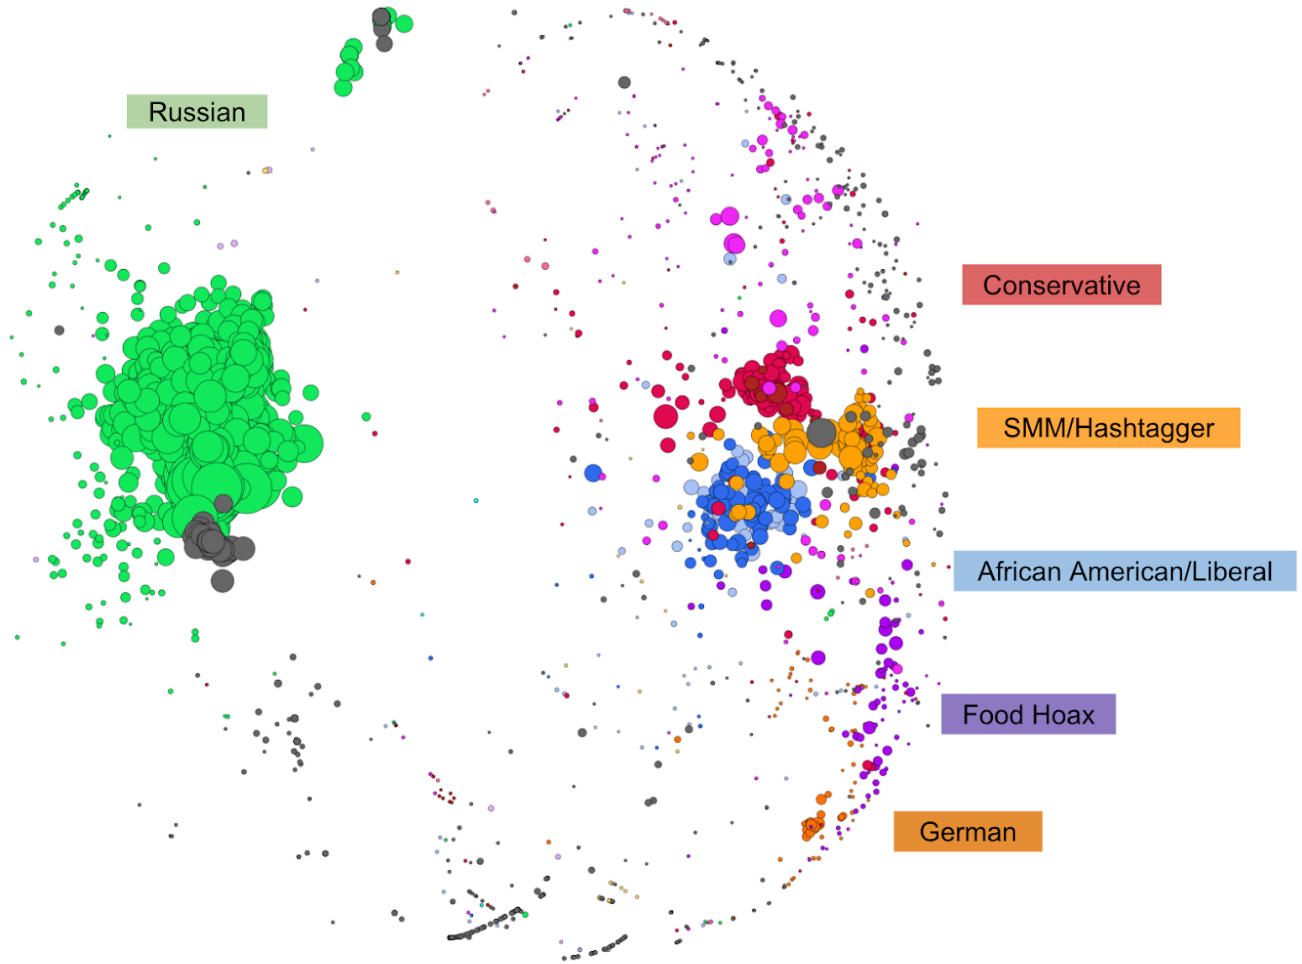 Russian
Conservative
SMM/Hashtagger
African American/Liberal
Food Hoax
German